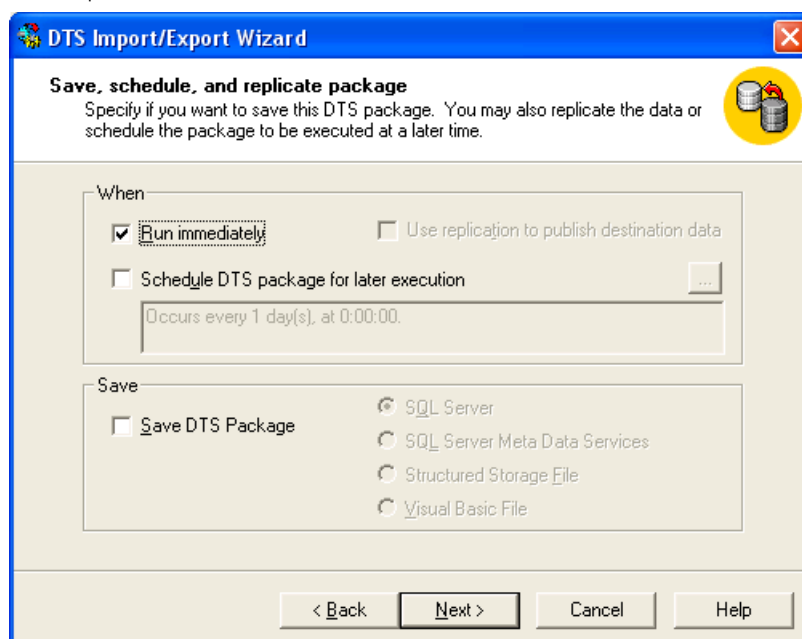 DTS Import/Export Wizard
Save, schedule, and replicate package
Specify if you want to save this DTS package. You may also replicate the data or
schedule the package to be executed at a later time.
When
Run immediately
Use replication to publish destination data
Schedule DTS package for later execution
...
Occurs every 1 day(s), at 0:00:00.
Save
Save DTS Package
SQL Server
SQL Server Meta Data Services
Structured Storage File
Visual Basic File
< Back
Next >
Cancel
Help